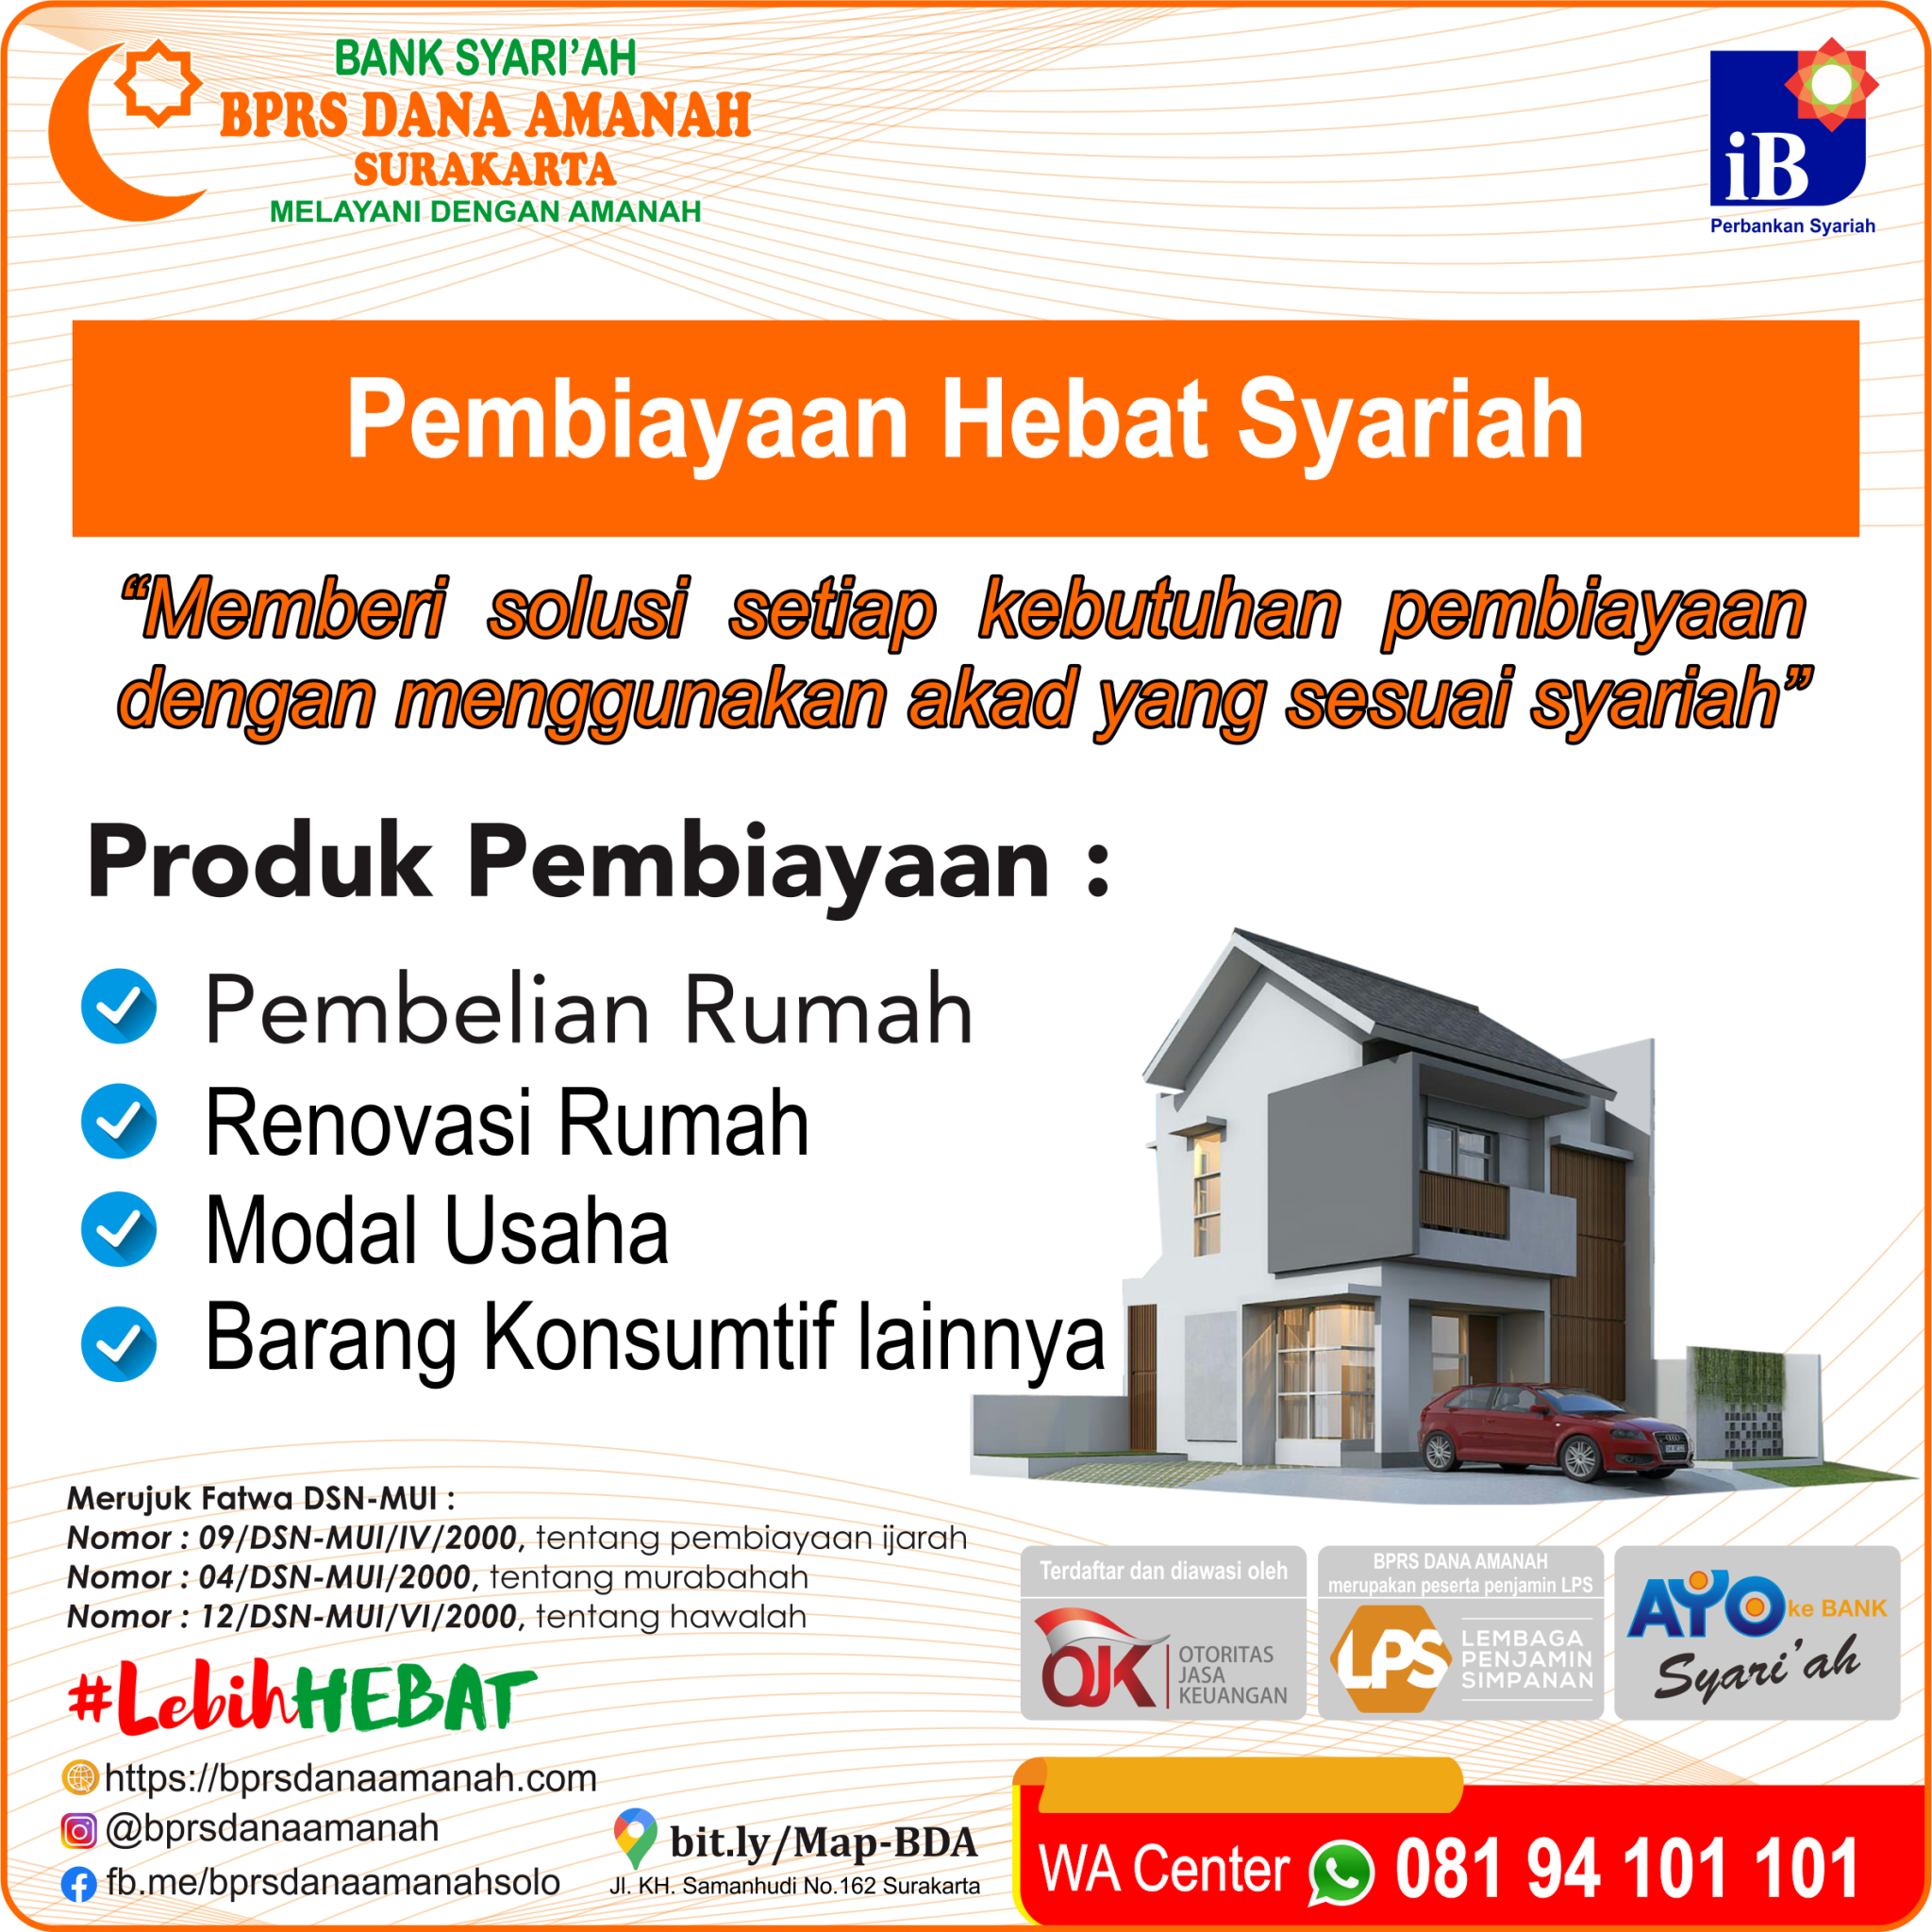 BANK SYARI'AH
BPRS DANA AMANAH
SURAKARTA
MELAYANI DENGAN AMANAH
iB
Perbankan Syariah
Pembiayaan Hebat Syariah
“Memberi solusi setiap kebutuhan pembiayaan
dengan menggunakan akad yang sesuai syariah”
Produk Pembiayaan :
Pembelian Rumah
Renovasi Rumah
Modal Usaha
Barang Konsumtif lainnya
Merujuk Fatwa DSN-MUI :
Nomor : 09/DSN-MUI/IV/2000, tentang pembiayaan ijarah
Nomor : 04/DSN-MUI/2000, tentang murabahah
Nomor : 12/DSN-MUI/VI/2000, tentang hawalah
#LebihHEBAT
Terdaftar dan diawasi oleh
OJK
OTORITAS
JASA
KEUANGAN
BPRS DANA AMANAH
merupakan peserta penjamin LPS
LPS
LEMBAGA
PENJAMIN
SIMPANAN
AYO ke BANK
Syari'ah
https://bprsdanaamanah.com
@bprsdanaamanah
fb.me/bprsdanaamanahsolo
bit.ly/Map-BDA
Jl. KH. Samanhudi No.162 Surakarta
WA Center 081 94 101 101